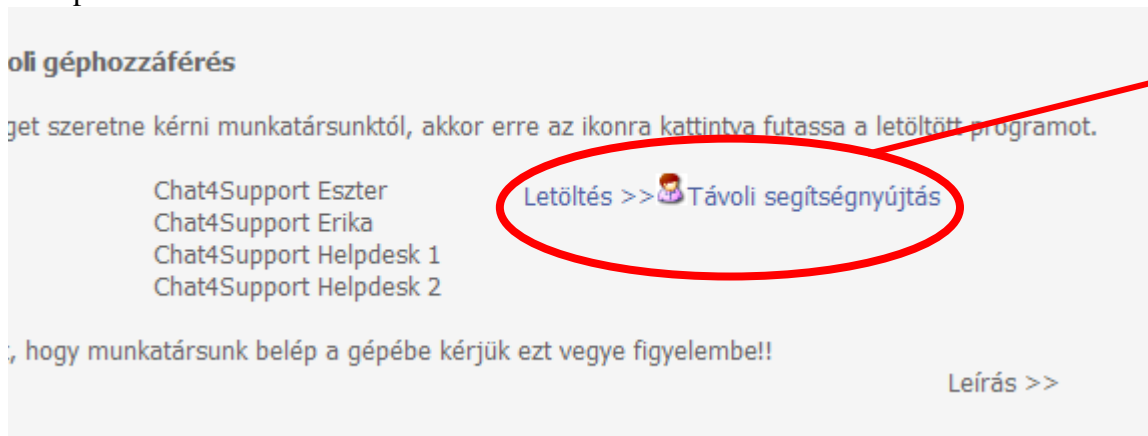 oli géphozzáférés
get szeretne kérni munkatársunktól, akkor erre az ikonra kattintva futassa a letöltött programot.
Chat4Support Eszter
Letöltés >> Távoli segítségnyújtás
Chat4Support Erika
Chat4Support Helpdesk 1
Chat4Support Helpdesk 2
, hogy munkatársunk belép a gépébe kérjük ezt vegye figyelembe!!
Leírás >>